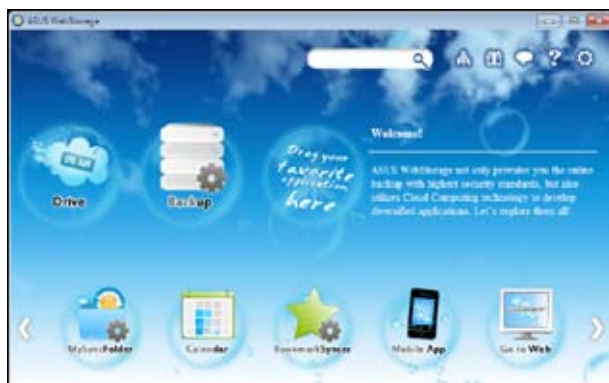 ASUS WebStorage
Drive
Backup
Drag your
favorite
application
here
Welcome!
ASUS WebStorage not only provides you the online
backup with highest security standards, but also
utilizes Cloud Computing technology to develop
diversified applications. Let's explore them all!
MySyncFolder
Calendar
BookmarkSyncer
Mobile App
Go to Web